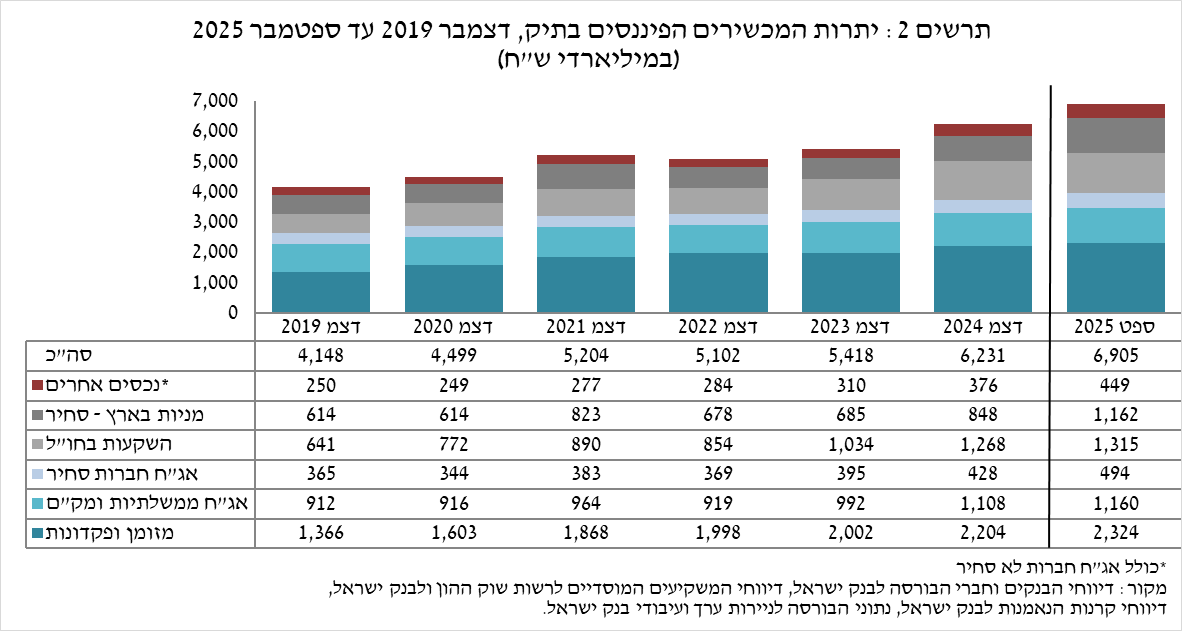 תרשים 2 : יתרות המכשירים הפיננסים בתיק, דצמבר 2019 עד ספטמבר 2025
(במיליארדי ש"ח)
7,000
6,000
5,000
4,000
3,000
2,000
1,000
0
דצמ 2019 דצמ 2020 דצמ 2021 דצמ 2022 דצמ 2023 דצמ 2024 ספט 2025
סה"כ 4,148 4,499 5,204 5,102 5,418 6,231 6,905
נכסים אחרים* 250 249 277 284 310 376 449
מניות בארץ - סחיר 614 614 823 678 685 848 1,162
השקעות בחו"ל 641 772 890 854 1,034 1,268 1,315
אג"ח חברות סחיר 365 344 383 369 395 428 494
אג"ח ממשלתיות ומק"ם 912 916 964 919 992 1,108 1,160
מזומן ופקדונות 1,366 1,603 1,868 1,998 2,002 2,204 2,324
*כולל אג"ח חברות לא סחיר
מקור : דיווחי הבנקים וחברי הבורסה לבנק ישראל, דיווחי המשקיעים המוסדיים לרשות שוק ההון ולבנק ישראל,
דיווחי קרנות הנאמנות לבנק ישראל, נתוני הבורסה לניירות ערך ועיבודי בנק ישראל.